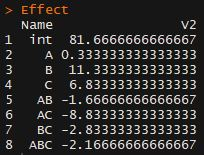 > Effect
Name V2
1 int 81.6666666666667
2 A 0.333333333333333
3 B 11.3333333333333
4 C 6.83333333333333
5 AB -1.66666666666667
6 AC -8.83333333333333
7 BC -2.83333333333333
8 ABC -2.16666666666667